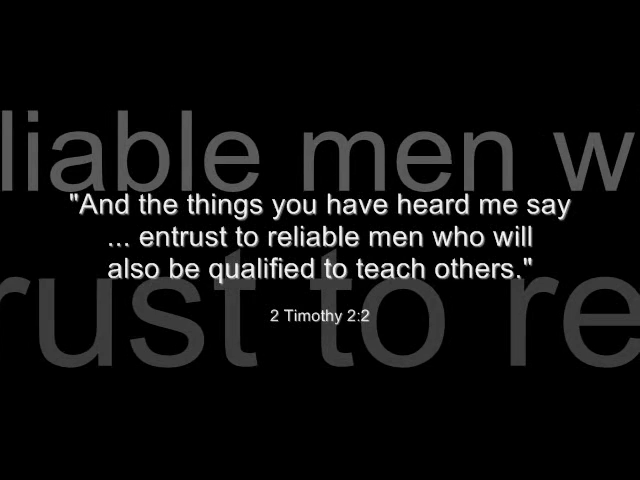 liable men w
"And the things you have heard me say
... entrust to reliable men who will
also be qualified to teach others."
rust to re
2 Timothy 2:2